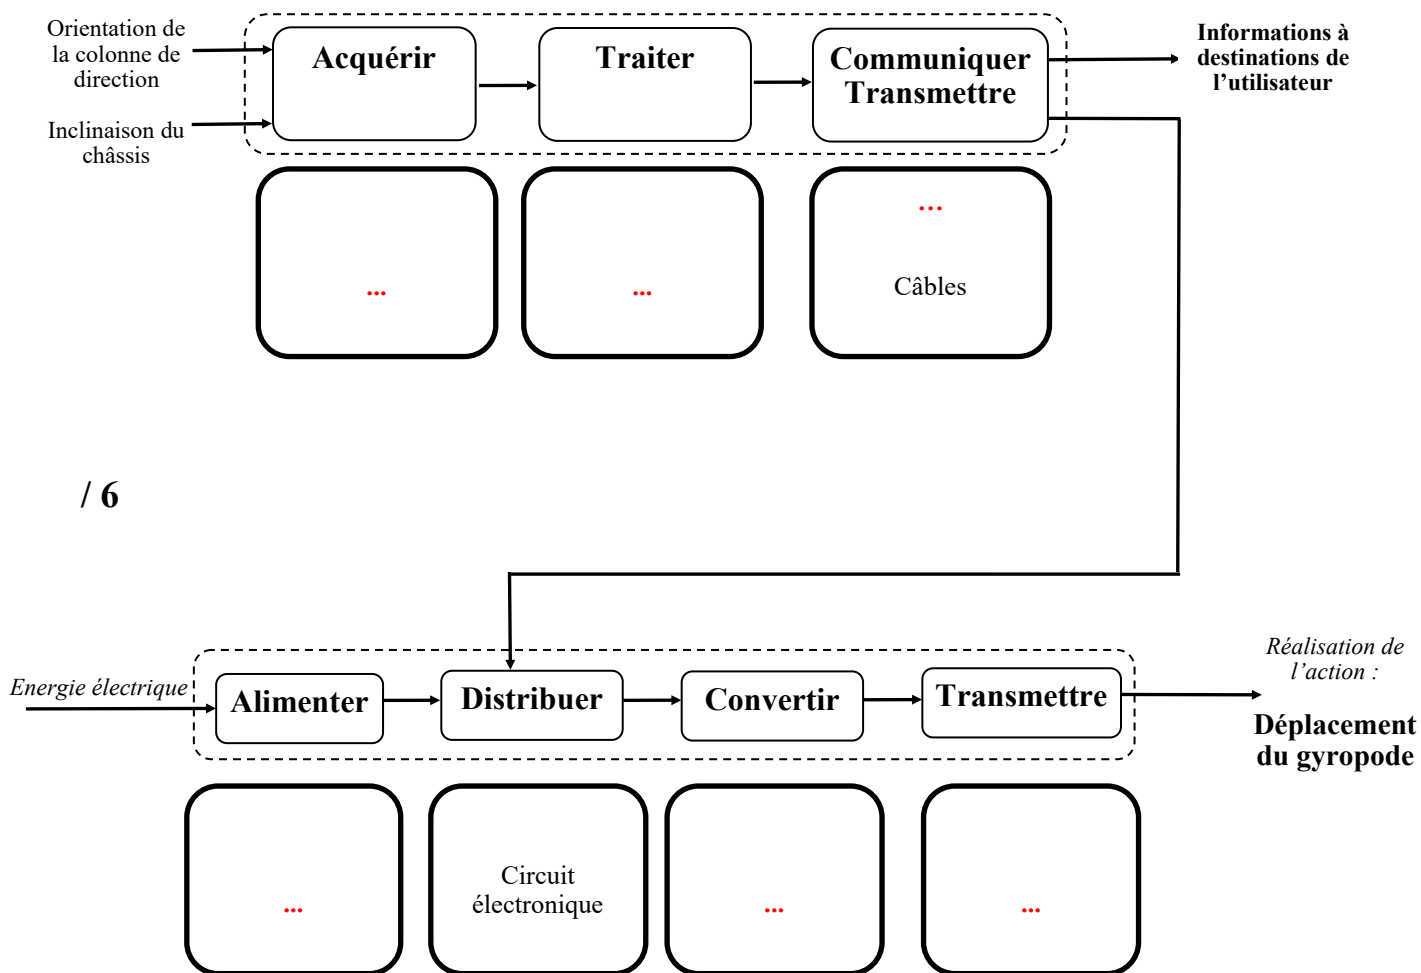 Orientation de
la colonne de
direction
Inclinaison du
châssis
Acquérir
Traiter
Communiquer
Transmettre
Informations à
destinations de
l’utilisateur
...
...
...
Câbles
/ 6
Energie électrique
Alimenter
Distribuer
Convertir
Transmettre
Réalisation de
l’action :
Déplacement
du gyropode
...
Circuit
électronique
...
...